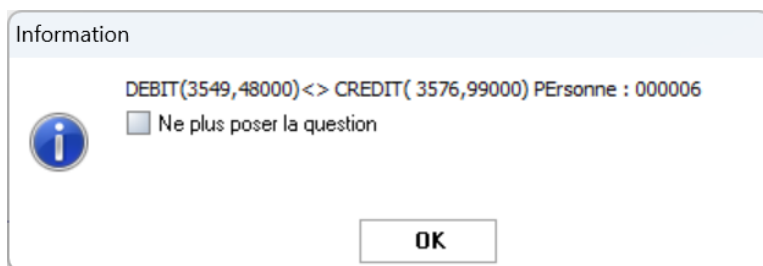 Information
DEBIT(3549,48000)<> CREDIT( 3576,99000) PErsonne : 000006
Ne plus poser la question
OK